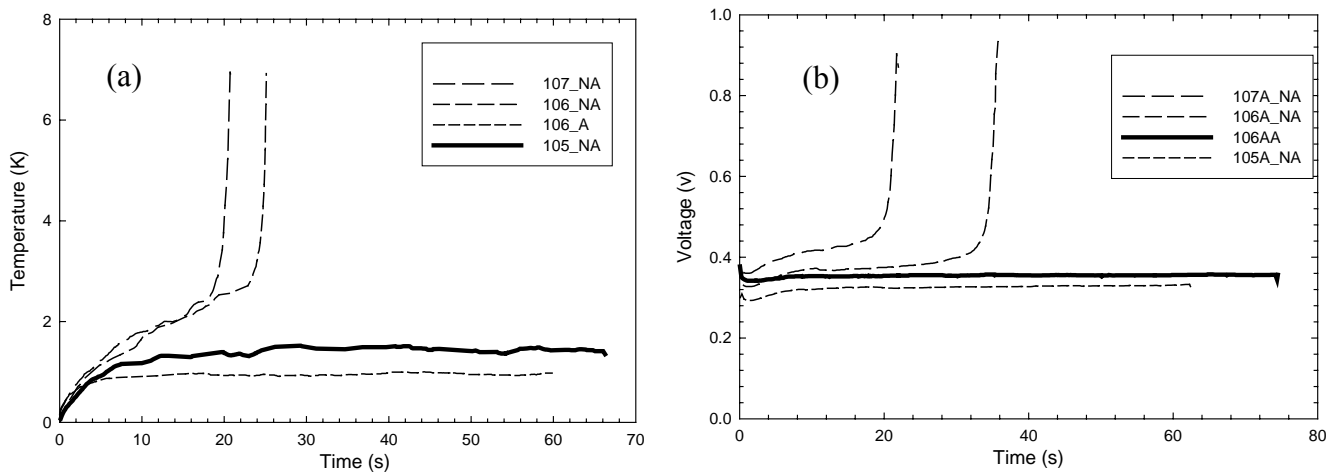 (a)
8
6
4
2
0
Temperature (K)
0 10 20 30 40 50 60 70
Time (s)
107_NA
106_NA
106_A
105_NA
(b)
1.0
0.8
0.6
0.4
0.2
0.0
Voltage (v)
0 20 40 60 80
Time (s)
107A_NA
106A_NA
106AA
105A_NA